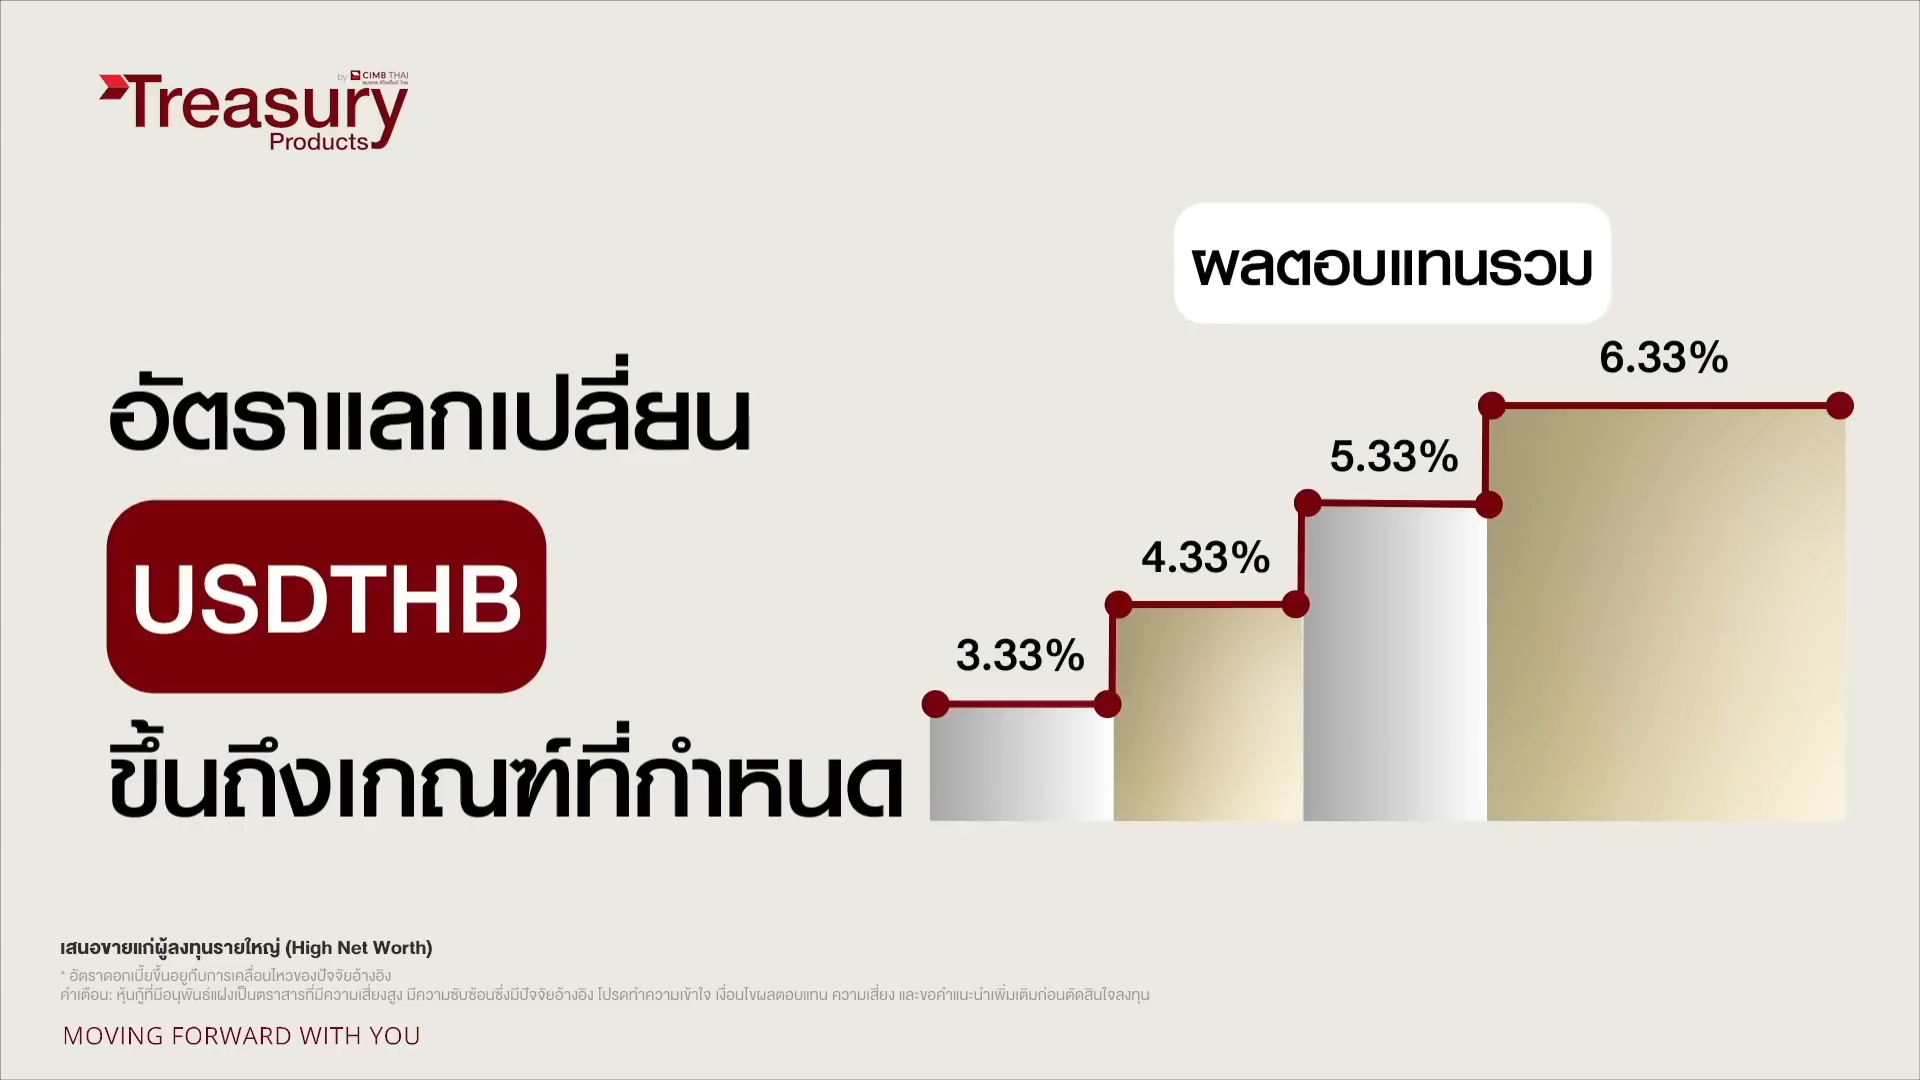 Treasury
by CIMB THAI
Products
ผลตอบแทนรวม
อัตราแลกเปลี่ยน
USDTHB
ขึ้นถึงเกณฑ์ที่กำหนด
3.33%
4.33%
5.33%
6.33%
เสนอขายแก่ผู้ลงทุนรายใหญ่ (High Net Worth)
* อัตราดอกเบี้ยขึ้นอยู่กับการเคลื่อนไหวของปัจจัยอ้างอิง
คำเตือน: หุ้นกู้ที่มีอนุพันธ์แฝงเป็นตราสารที่มีความเสี่ยงสูง มีความซับซ้อนซึ่งมีปัจจัยอ้างอิง โปรดทำความเข้าใจ เงื่อนไขผลตอบแทน ความเสี่ยง และขอคำแนะนำเพิ่มเติมก่อนตัดสินใจลงทุน
MOVING FORWARD WITH YOU